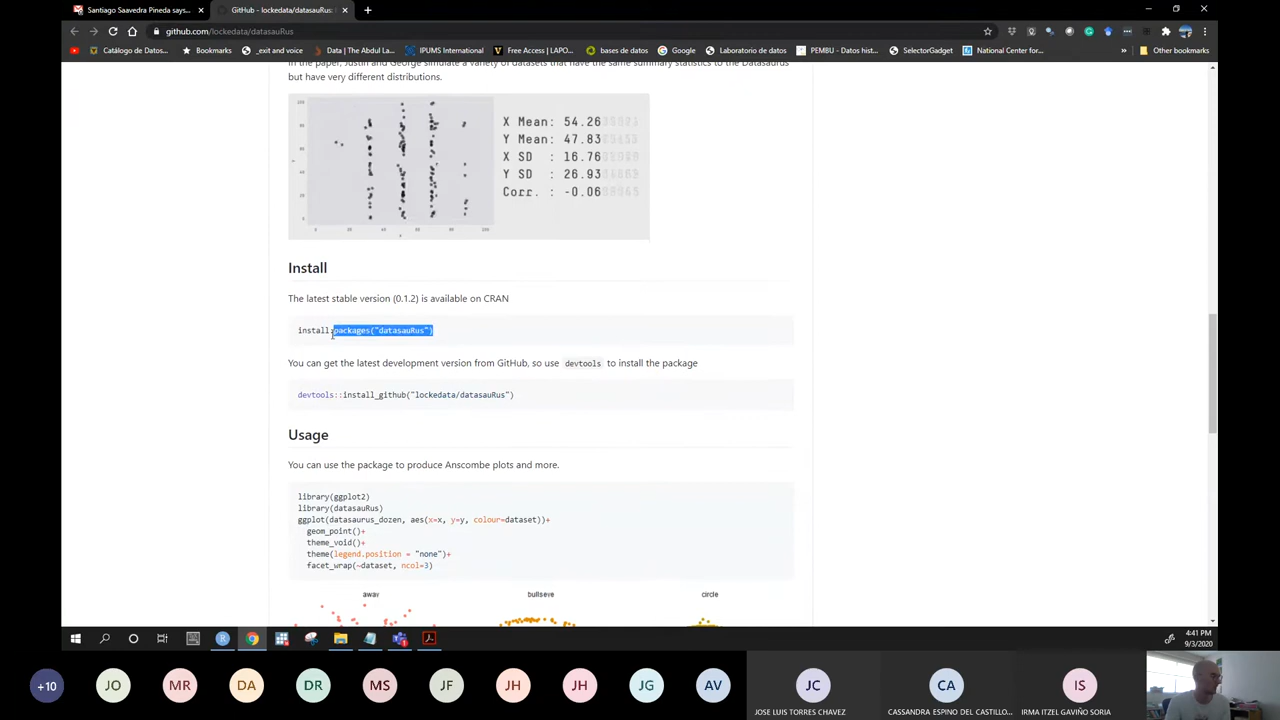 Santiago Saavedra Pineda says...
GitHub - lockedata/datasauRus:
github.com/lockedata/datasauRus
Catálogo de Datos...
Bookmarks
_exit and voice
Data | The Abdul La...
IPUMS International
Free Access | LAPO...
bases de datos
Google
Laboratorio de datos
PEMBU - Datos hist...
SelectorGadget
National Center for...
»
Other bookmarks
In the paper, Justin and George simulate a variety of datasets that have the same summary statistics to the Datasaurus
but have very different distributions.
X Mean: 54.26
Y Mean: 47.83
X SD : 16.76
Y SD : 26.93
Corr. : -0.06
Install
The latest stable version (0.1.2) is available on CRAN
install.packages("datasauRus")
You can get the latest development version from GitHub, so use devtools to install the package
devtools::install_github("lockedata/datasauRus")
Usage
You can use the package to produce Anscombe plots and more.
library(ggplot2)
library(datasauRus)
ggplot(datasaurus_dozen, aes(x=x, y=y, colour=dataset))+
geom_point()+
theme_void()+
theme(legend.position = "none")+
facet_wrap(~dataset, ncol=3)
away
bullseye
circle
4:41 PM
9/3/2020
+10
JO
MR
DA
DR
MS
JF
JH
JH
JG
AV
JC
CA
IS
JOSE LUIS TORRES CHAVEZ
CASSANDRA ESPINO DEL CASTILLO...
IRMA ITZEL GAVIÑO SORIA